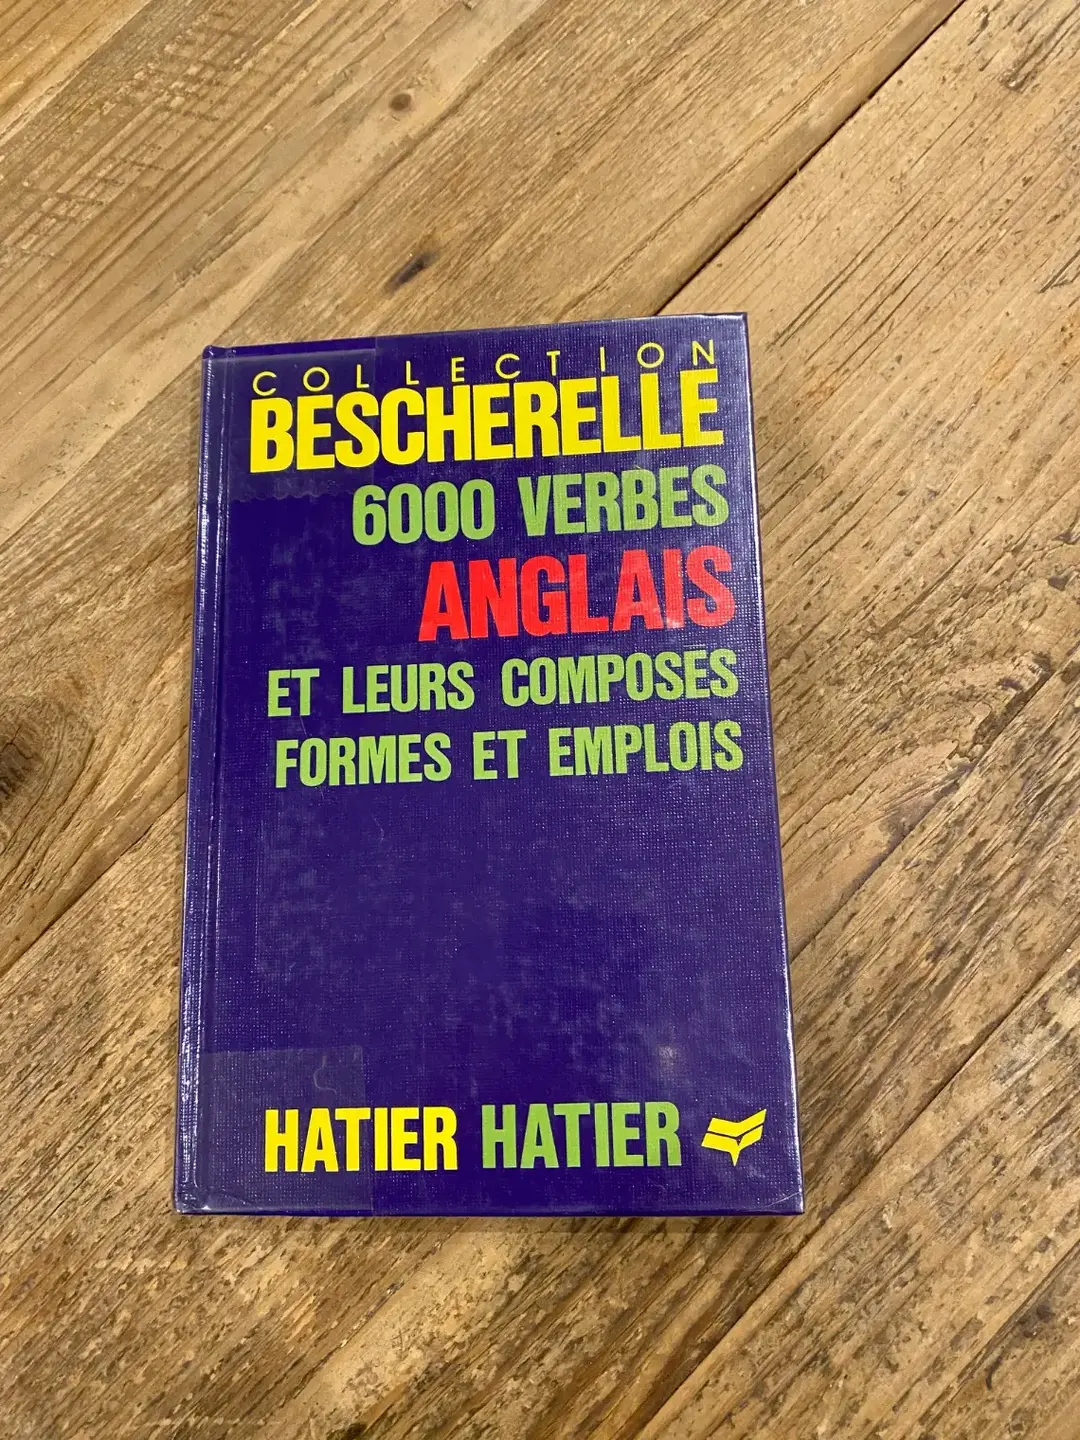 COLLECTION
BESCHERELLE
6000 VERBES
ANGLAIS
ET LEURS COMPOSES
FORMES ET EMPLOIS
HATIER HATIER